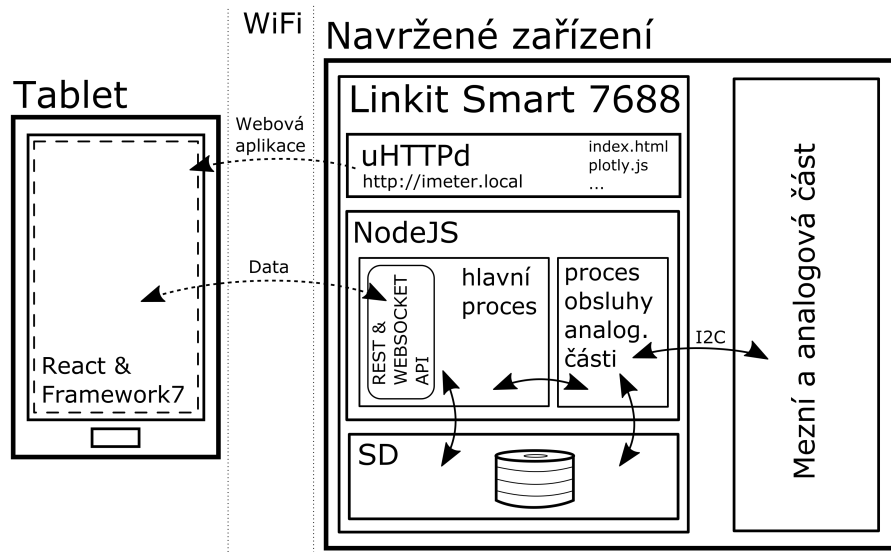 WiFi
Navržené zařízení
Tablet
Linkit Smart 7688
Webová
aplikace
uHTTPd
http://imeter.local
index.html
plotly.js
...
NodeJS
Data
REST &
WEBSOCKET
API
hlavní
proces
proces
obsluhy
analog.
části
I2C
React &
Framework7
SD
Mezní a analogová část